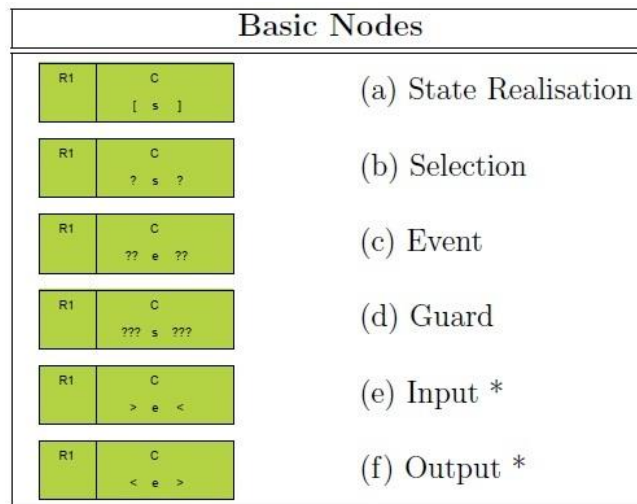 Basic Nodes
R1 C
[ s ]
(a) State Realisation
R1 C
? s ?
(b) Selection
R1 C
?? e ??
(c) Event
R1 C
??? s ???
(d) Guard
R1 C
> e <
(e) Input *
R1 C
< e >
(f) Output *